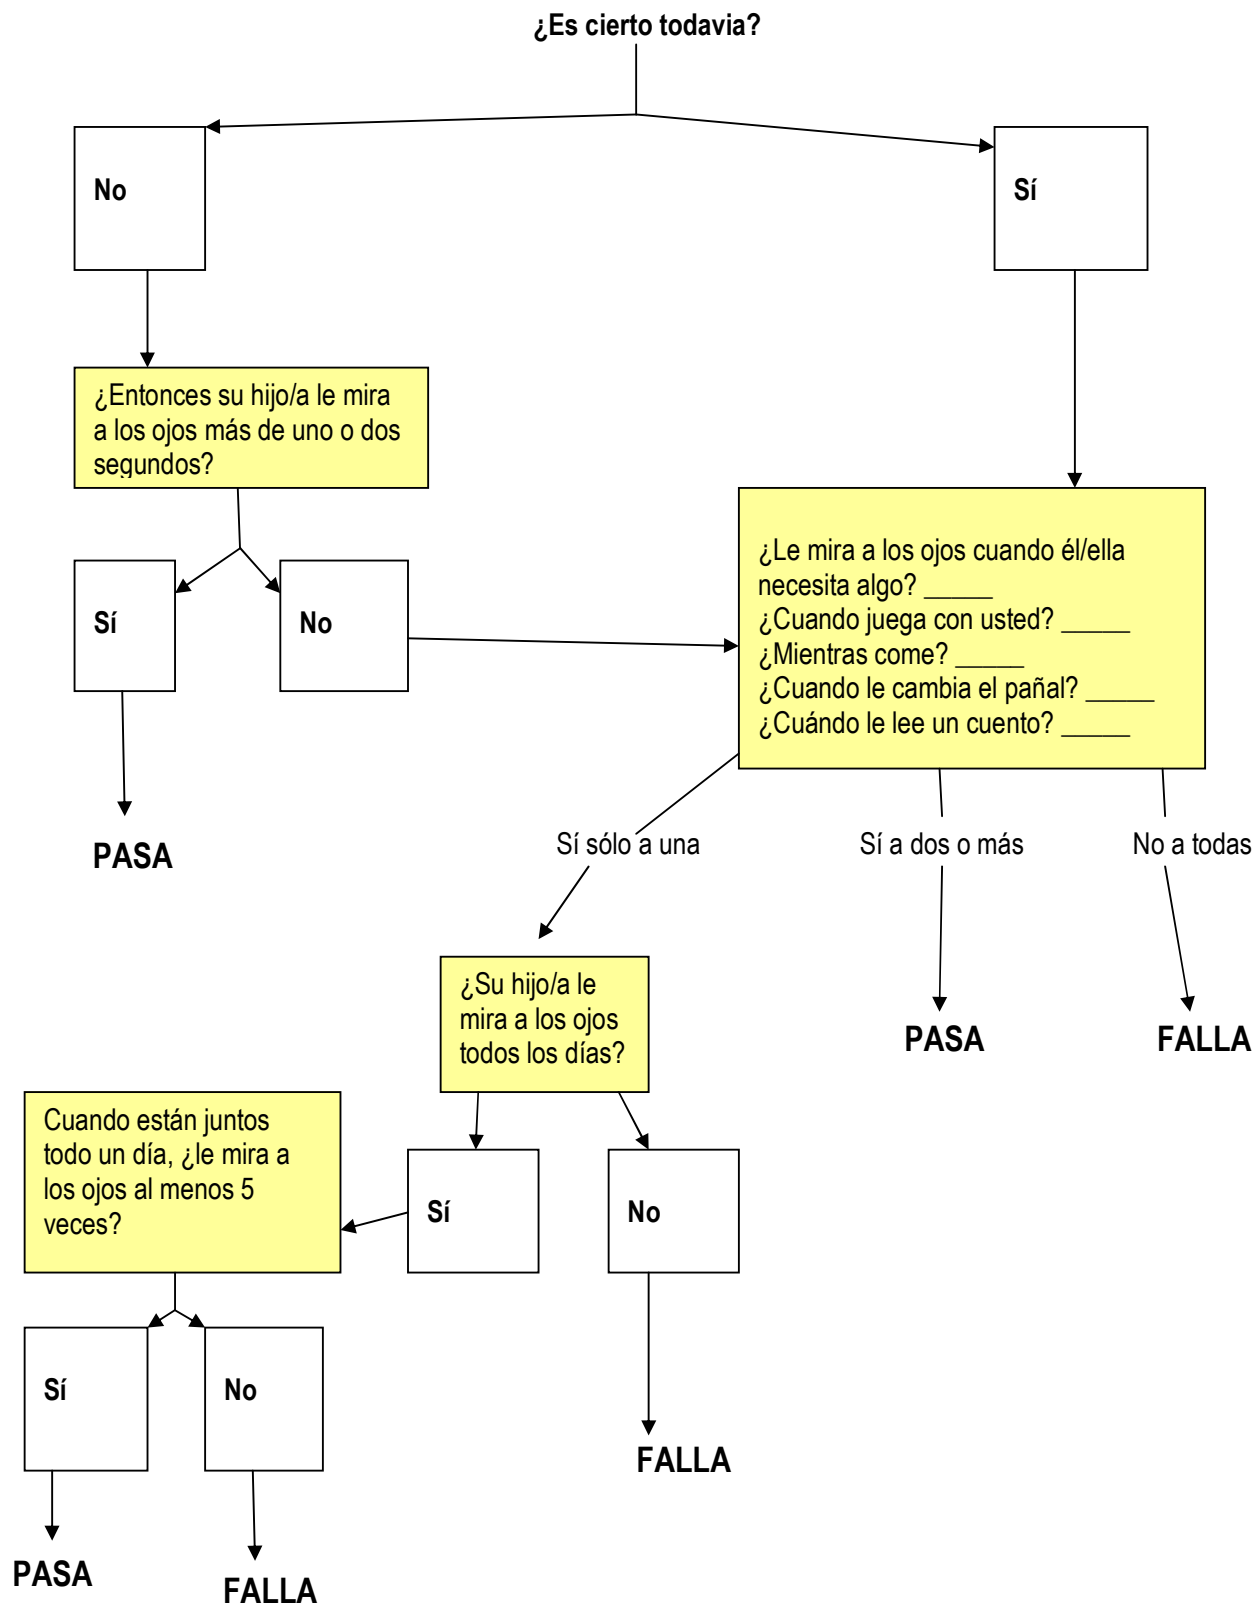 ¿Es cierto todavia?
No
Sí
¿Entonces su hijo/a le mira
a los ojos más de uno o dos
segundos?
Sí
No
¿Le mira a los ojos cuando él/ella
necesita algo? _____
¿Cuando juega con usted? _____
¿Mientras come? _____
¿Cuando le cambia el pañal? _____
¿Cuándo le lee un cuento? _____
PASA
Sí sólo a una
Sí a dos o más
No a todas
¿Su hijo/a le
mira a los ojos
todos los días?
PASA
FALLA
Cuando están juntos
todo un día, ¿le mira a
los ojos al menos 5
veces?
Sí
No
Sí
No
FALLA
PASA
FALLA